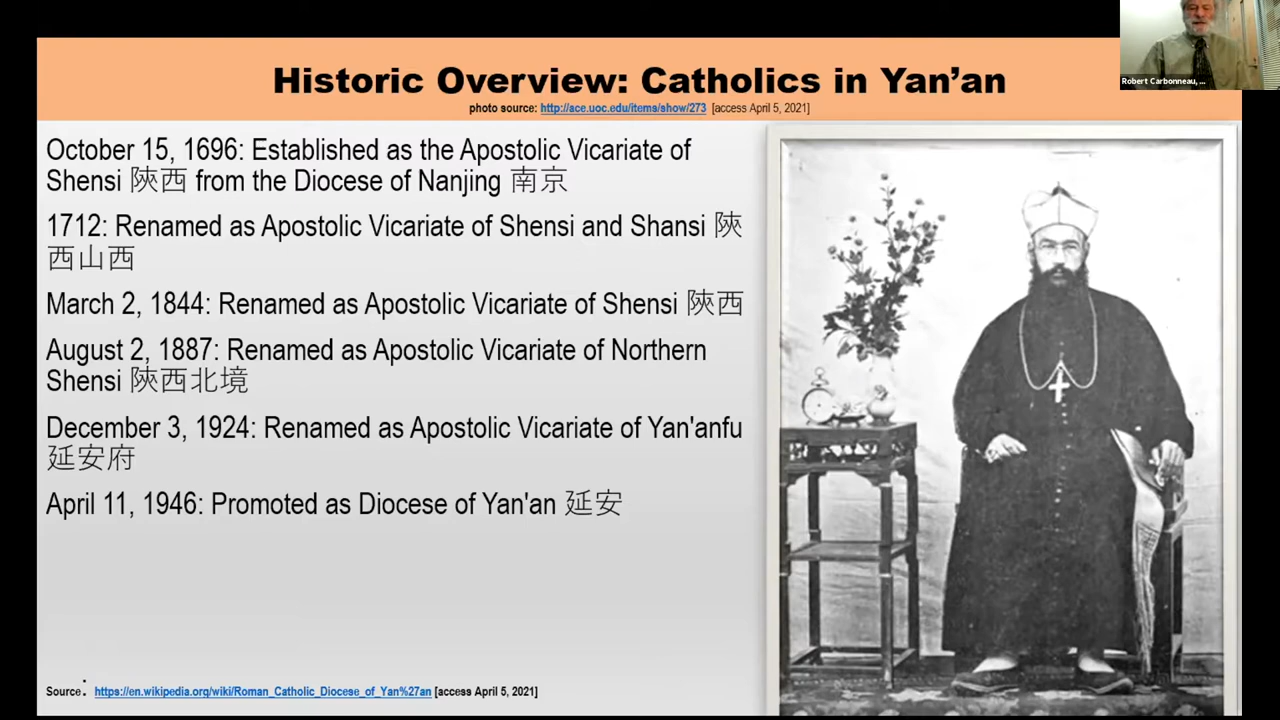 Historic Overview: Catholics in Yan’an
photo source: http://ace.uoc.edu/items/show/273 [access April 5, 2021]
Robert Carbonneau, ...
October 15, 1696: Established as the Apostolic Vicariate of
Shensi 陝西 from the Diocese of Nanjing 南京
1712: Renamed as Apostolic Vicariate of Shensi and Shansi 陝
西山西
March 2, 1844: Renamed as Apostolic Vicariate of Shensi 陝西
August 2, 1887: Renamed as Apostolic Vicariate of Northern
Shensi 陝西北境
December 3, 1924: Renamed as Apostolic Vicariate of Yan'anfu
延安府
April 11, 1946: Promoted as Diocese of Yan'an 延安
Source: https://en.wikipedia.org/wiki/Roman_Catholic_Diocese_of_Yan%27an [access April 5, 2021]